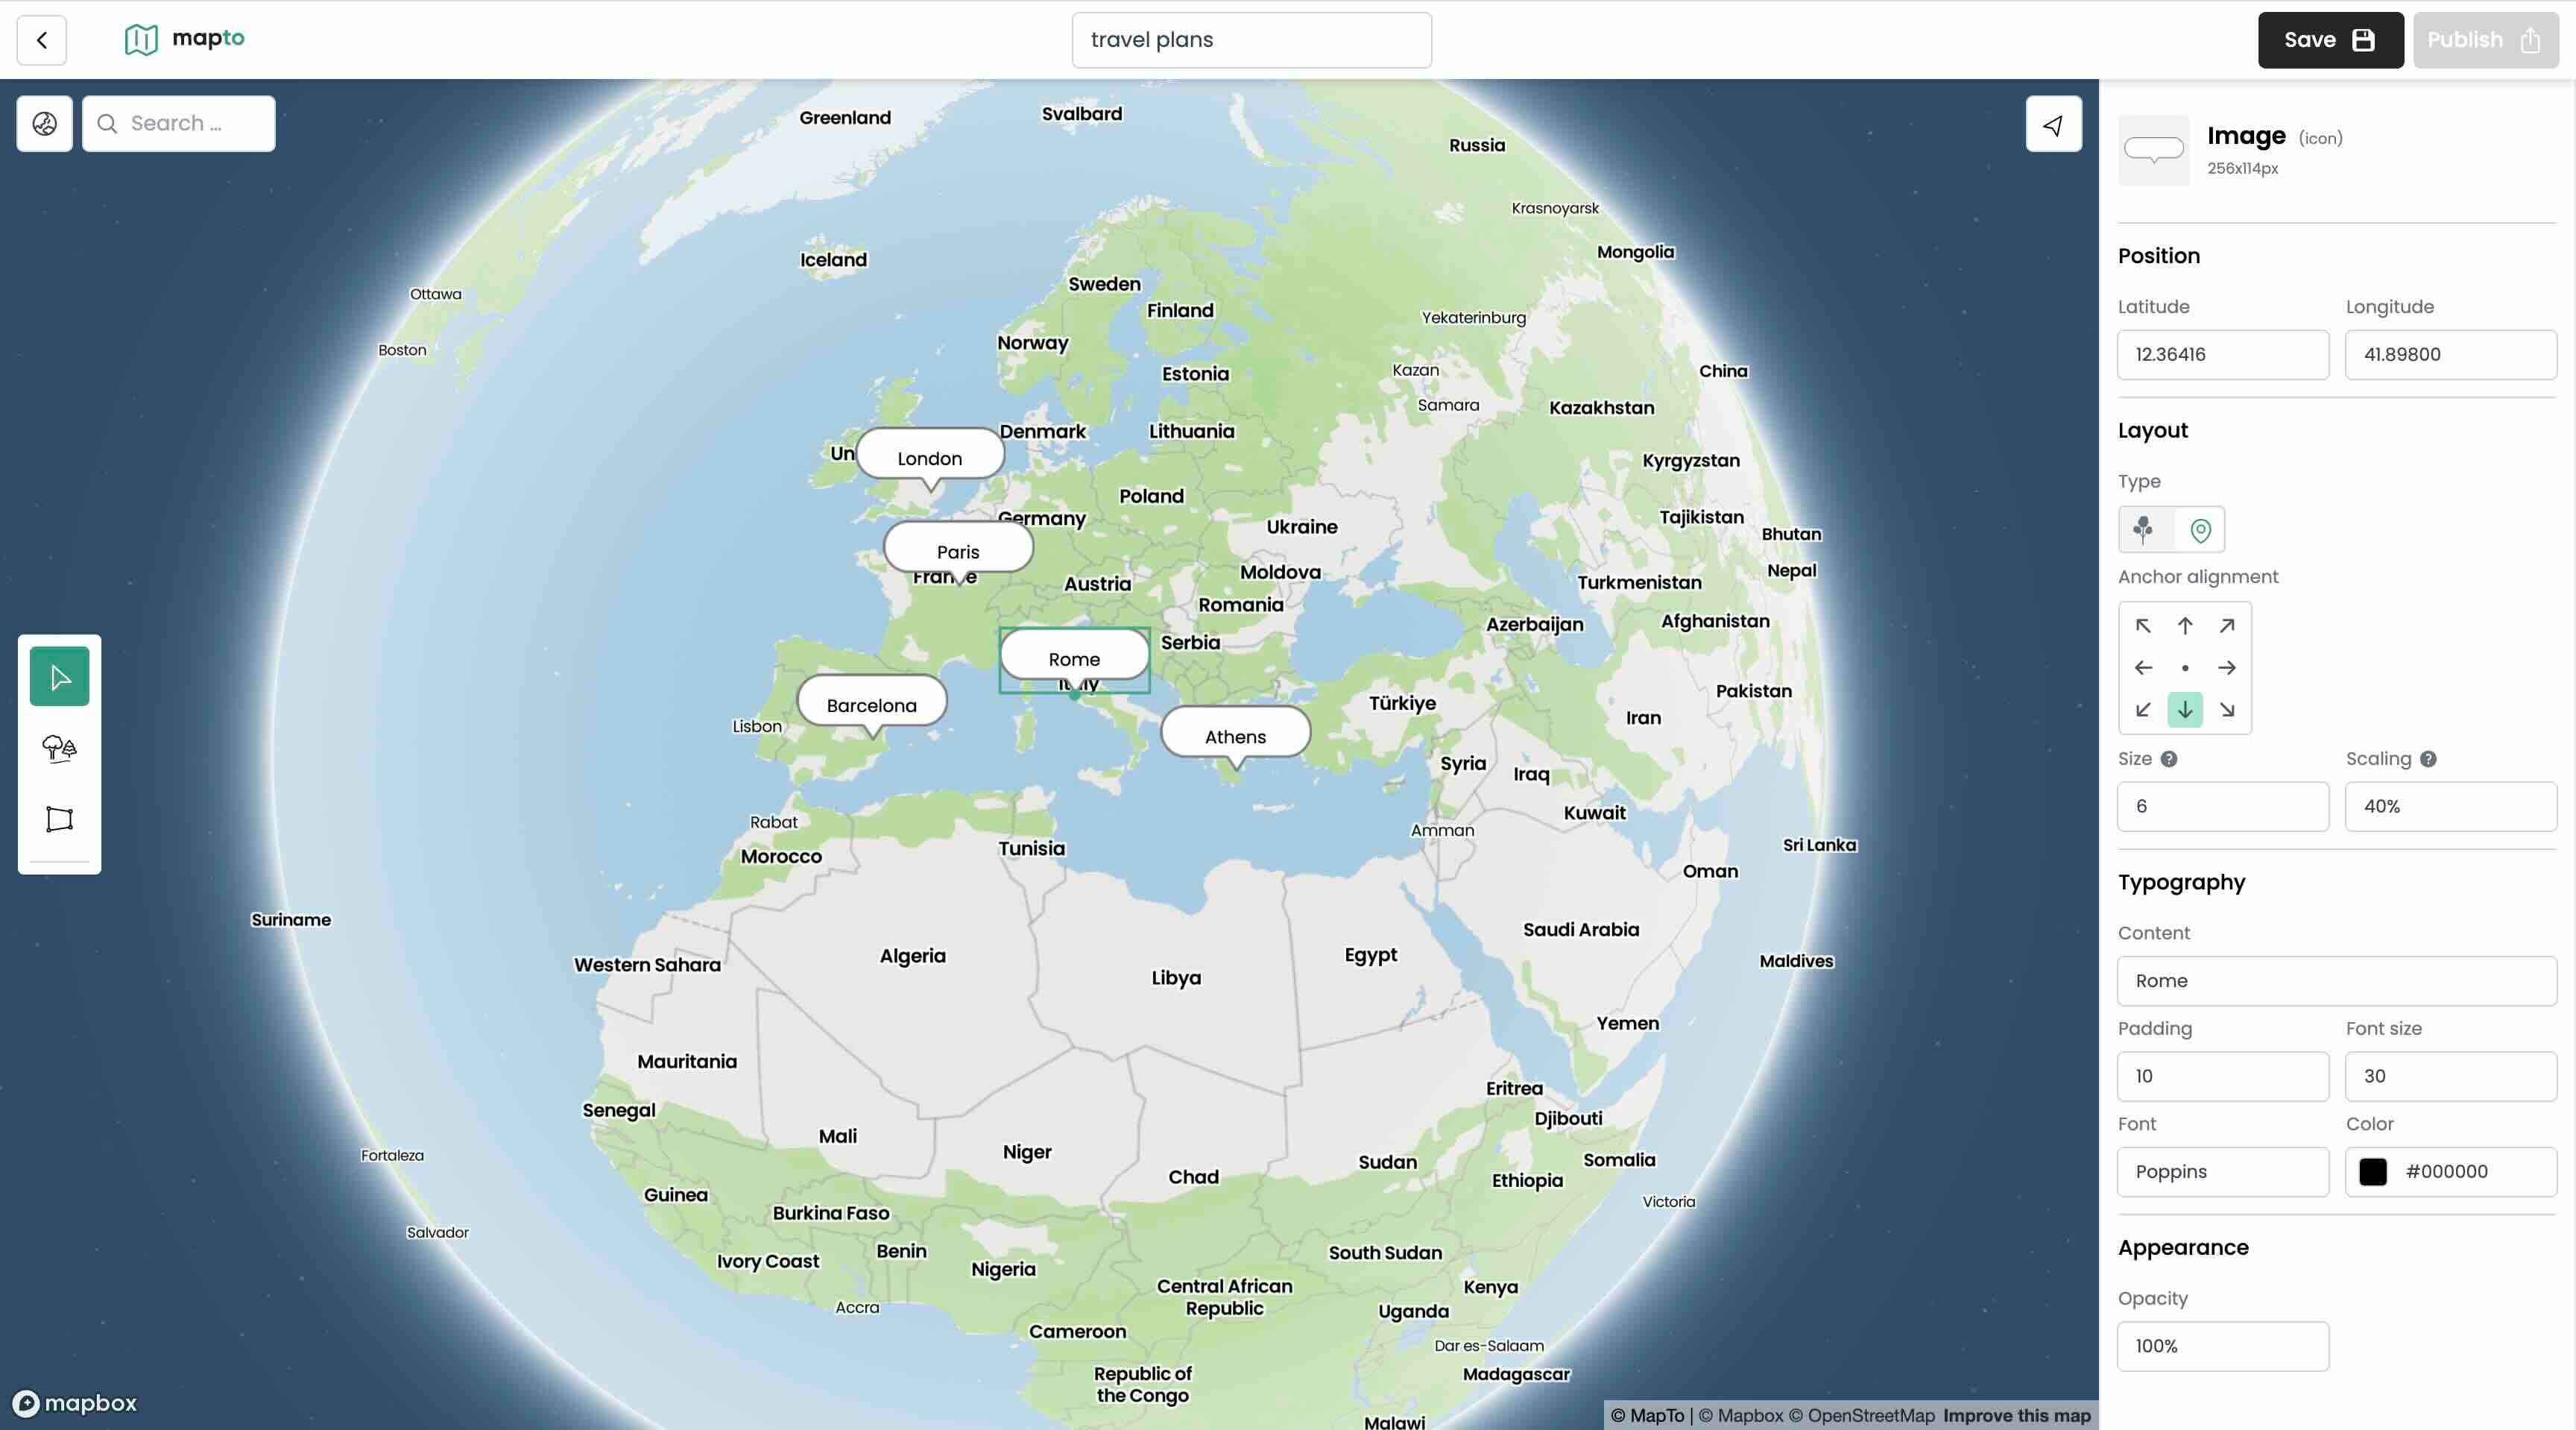 mapto
travel plans
Save
Publish
Search ...
Greenland
Svalbard
Russia
Krasnoyarsk
Iceland
Mongolia
Sweden
Ottawa
Finland
Yekaterinburg
Norway
Boston
Estonia
Kazan
China
Samara
Kazakhstan
Denmark
Lithuania
Un
London
Kyrgyzstan
Poland
Germany
Ukraine
Tajikistan
Bhutan
Paris
France
Austria
Moldova
Nepal
Turkmenistan
Romania
Azerbaijan
Afghanistan
Serbia
Rome
Italy
Pakistan
Türkiye
Barcelona
Iran
Lisbon
Athens
Syria
Iraq
Kuwait
Rabat
Amman
Tunisia
Sri Lanka
Morocco
Oman
Suriname
Saudi Arabia
Algeria
Egypt
Maldives
Western Sahara
Libya
Yemen
Mauritania
Eritrea
Senegal
Djibouti
Mali
Niger
Fortaleza
Sudan
Somalia
Chad
Ethiopia
Guinea
Victoria
Burkina Faso
Salvador
Benin
South Sudan
Ivory Coast
Nigeria
Central African
Republic
Kenya
Accra
Uganda
Cameroon
Dar es-Salaam
Republic of
the Congo
Madagascar
Malawi
mapbox
© MapTo | © Mapbox © OpenStreetMap Improve this map
Image (icon)
256x114px
Position
Latitude Longitude
12.36416 41.89800
Layout
Type
Anchor alignment
Size ? Scaling ?
6 40%
Typography
Content
Rome
Padding Font size
10 30
Font Color
Poppins #000000
Appearance
Opacity
100%